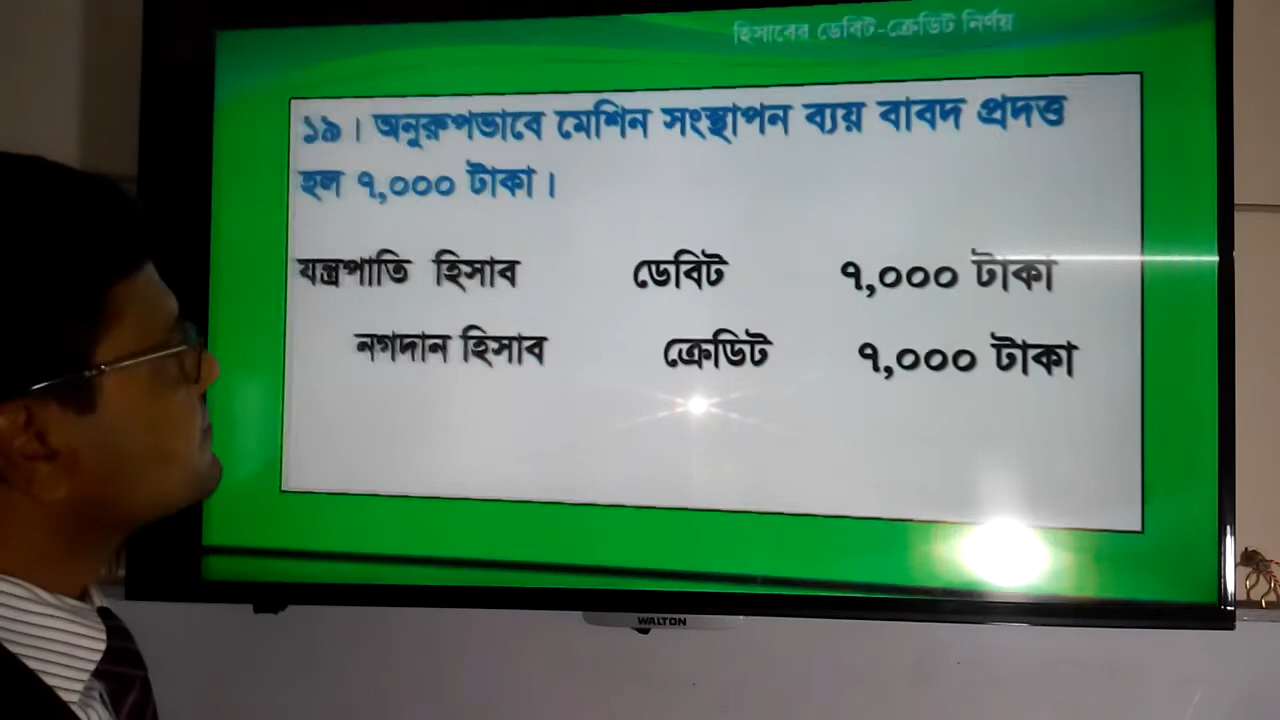 হিসাবের ডেবিট-ক্রেডিট নির্ণয়
১৯। অনুরুপভাবে মেশিন সংস্থাপন ব্যয় বাবদ প্রদত্ত
হল ৭,০০০ টাকা।
যন্ত্রপাতি হিসাব ডেবিট ৭,০০০ টাকা
নগদান হিসাব ক্রেডিট ৭,০০০ টাকা
WALTON